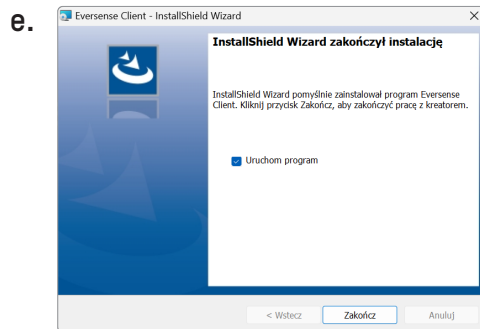 e.
Eversense Client - InstallShield Wizard
InstallShield Wizard zakończył instalację
InstallShield Wizard pomyślnie zainstalował program Eversense
Client. Kliknij przycisk Zakończ, aby zakończyć pracę z kreatorem.
Uruchom program
< Wstecz
Zakończ
Anuluj